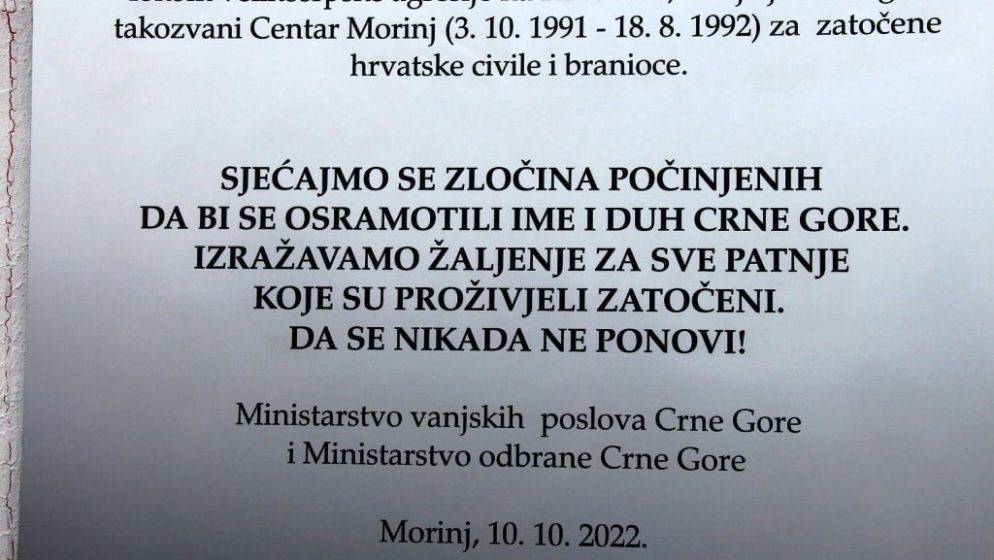 takozvani Centar Morinj (3. 10. 1991 - 18. 8. 1992) za zatočene
hrvatske civile i branioce.
SJEĆAJMO SE ZLOČINA POČINJENIH
DA BI SE OSRAMOTILI IME I DUH CRNE GORE.
IZRAŽAVAMO ŽALJENJE ZA SVE PATNJE
KOJE SU PROŽIVJELI ZATOČENI.
DA SE NIKADA NE PONOVI!
Ministarstvo vanjskih poslova Crne Gore
i Ministarstvo odbrane Crne Gore
Morinj, 10. 10. 2022.